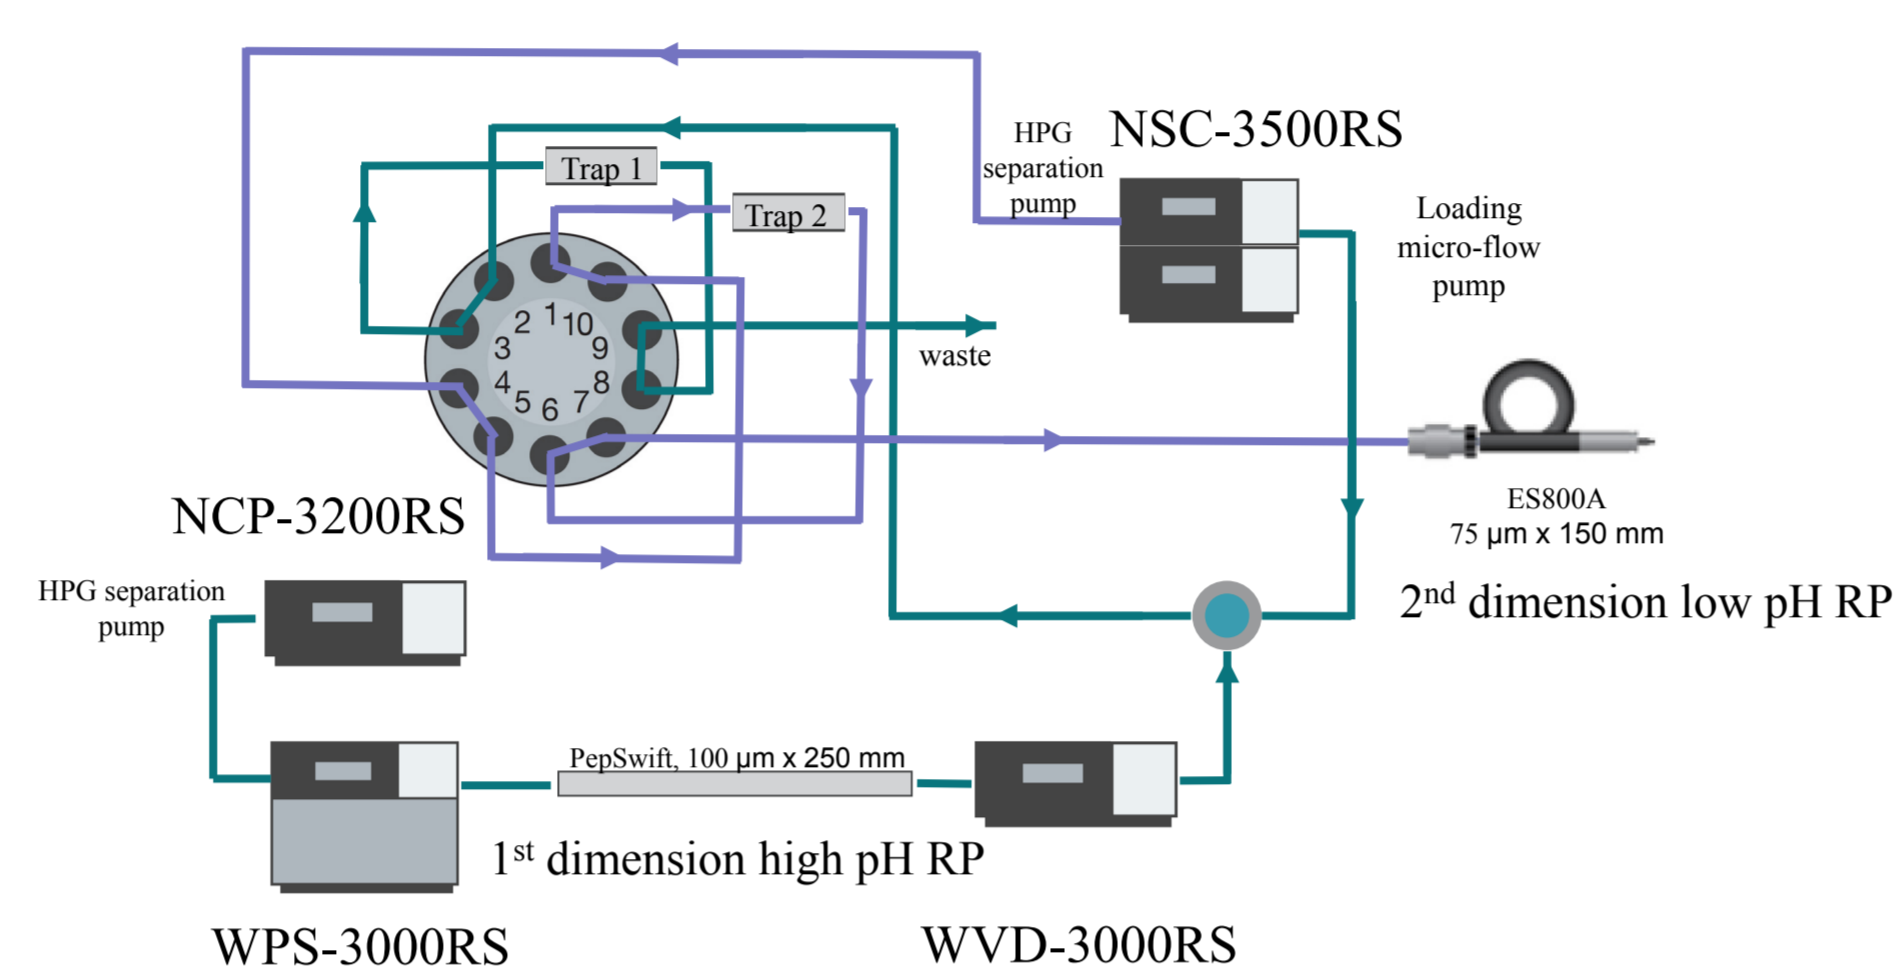 HPG
separation
pump
NSC-3500RS
Loading
micro-flow
pump
Trap 1
Trap 2
1
2
3
4
5
6
7
8
9
10
waste
ES800A
75 µm x 150 mm
2nd dimension low pH RP
NCP-3200RS
HPG separation
pump
PepSwift, 100 µm x 250 mm
1st dimension high pH RP
WPS-3000RS
WVD-3000RS